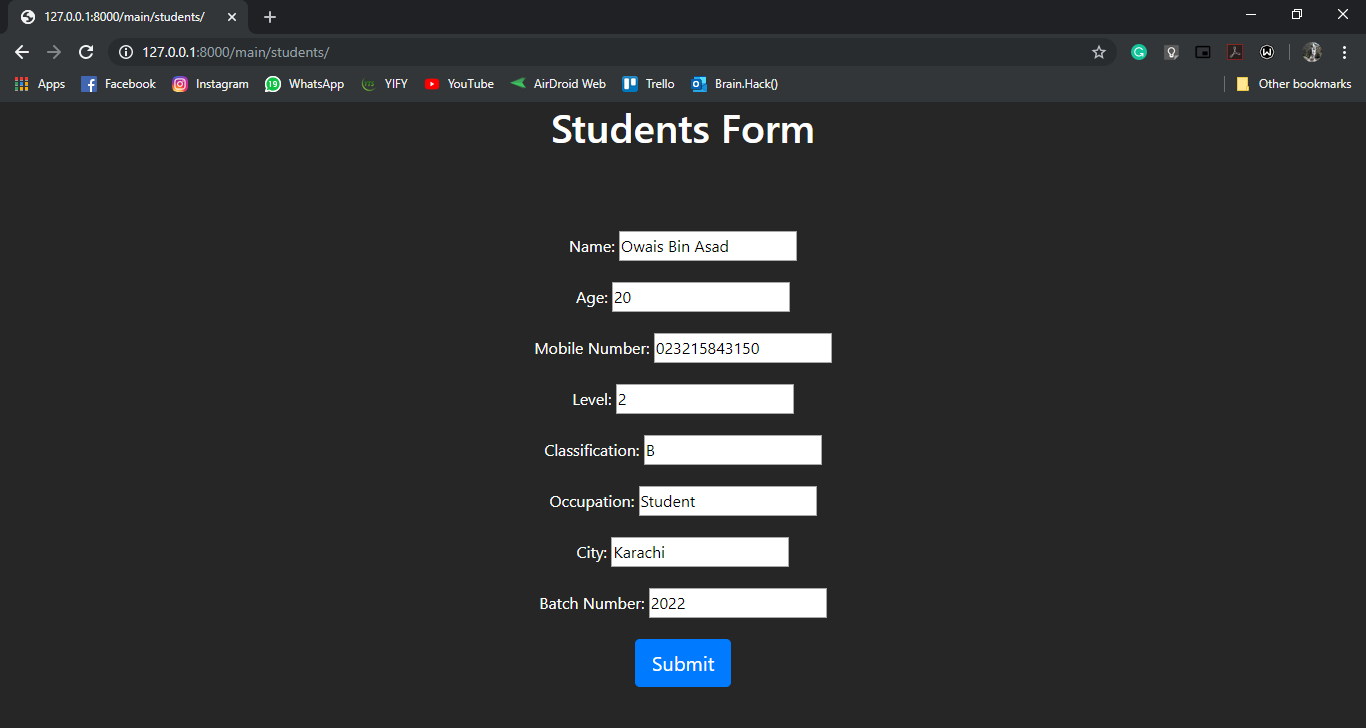 127.0.0.1:8000/main/students/
127.0.0.1:8000/main/students/
Apps Facebook Instagram 19 WhatsApp YIFY YouTube AirDroid Web Trello Brain.Hack() Other bookmarks
Students Form
Name: Owais Bin Asad
Age: 20
Mobile Number: 023215843150
Level: 2
Classification: B
Occupation: Student
City: Karachi
Batch Number: 2022
Submit